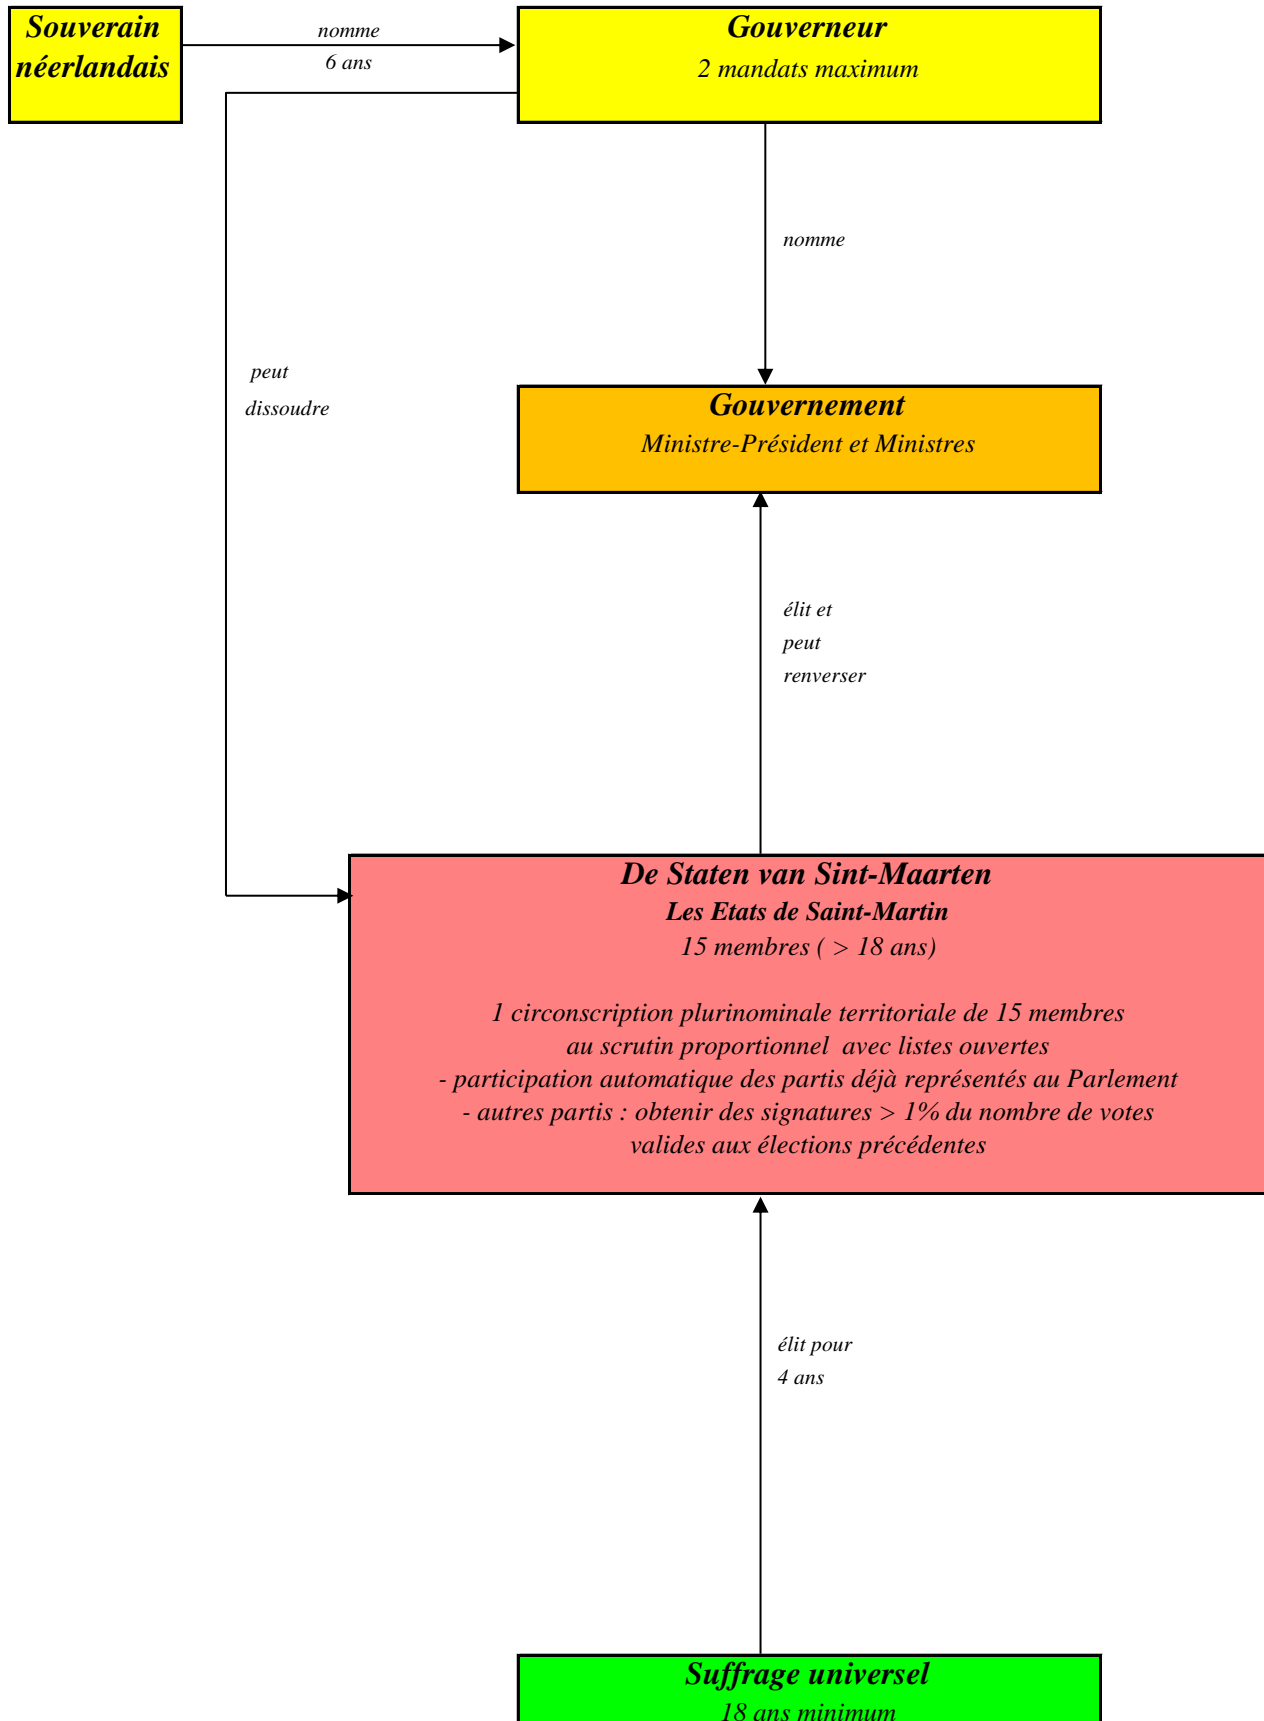 Souverain
néerlandais
nomme
6 ans
Gouverneur
2 mandats maximum
nomme
peut
dissoudre
Gouvernement
Ministre-Président et Ministres
élit et
peut
renverser
De Staten van Sint-Maarten
Les Etats de Saint-Martin
15 membres ( > 18 ans)
1 circonscription plurinominale territoriale de 15 membres
au scrutin proportionnel avec listes ouvertes
- participation automatique des partis déjà représentés au Parlement
- autres partis : obtenir des signatures > 1% du nombre de votes
valides aux élections précédentes
élit pour
4 ans
Suffrage universel
18 ans minimum